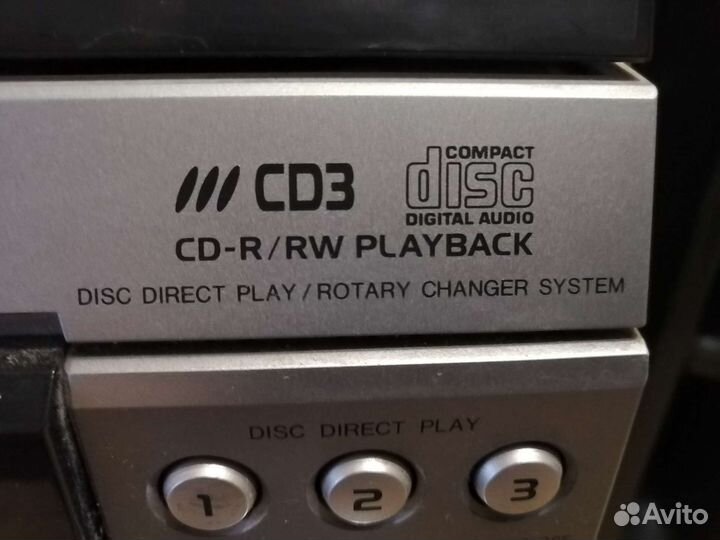 CD3
COMPACT
disc
DIGITAL AUDIO
CD-R/RW PLAYBACK
DISC DIRECT PLAY/ROTARY CHANGER SYSTEM
DISC DIRECT PLAY
1 2 3
Avito